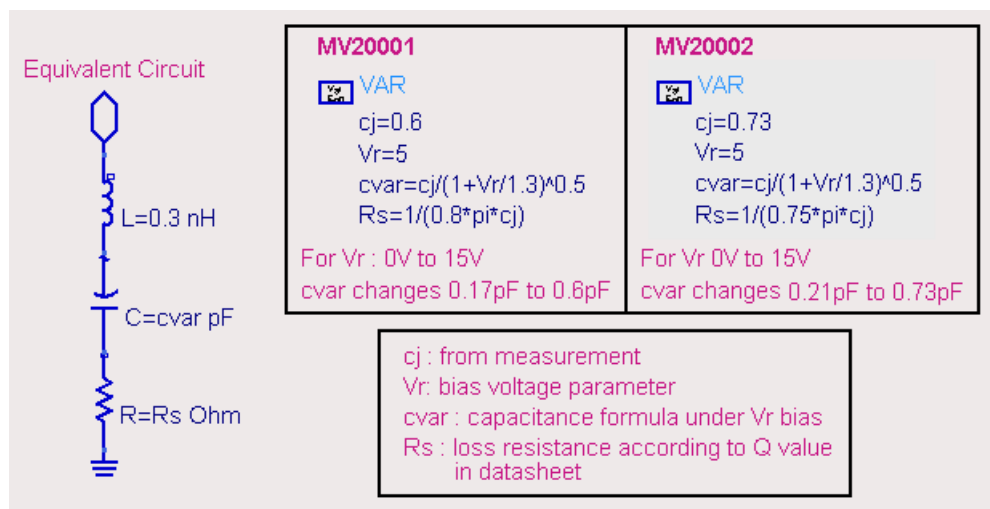 Equivalent Circuit
L=0.3 nH
C=cvar pF
R=Rs Ohm
MV20001
Var
Eqn
VAR
cj=0.6
Vr=5
cvar=cj/(1+Vr/1.3)^0.5
Rs=1/(0.8*pi*cj)
For Vr : 0V to 15V
cvar changes 0.17pF to 0.6pF
MV20002
Var
Eqn
VAR
cj=0.73
Vr=5
cvar=cj/(1+Vr/1.3)^0.5
Rs=1/(0.75*pi*cj)
For Vr 0V to 15V
cvar changes 0.21pF to 0.73pF
cj : from measurement
Vr: bias voltage parameter
cvar : capacitance formula under Vr bias
Rs : loss resistance according to Q value
in datasheet